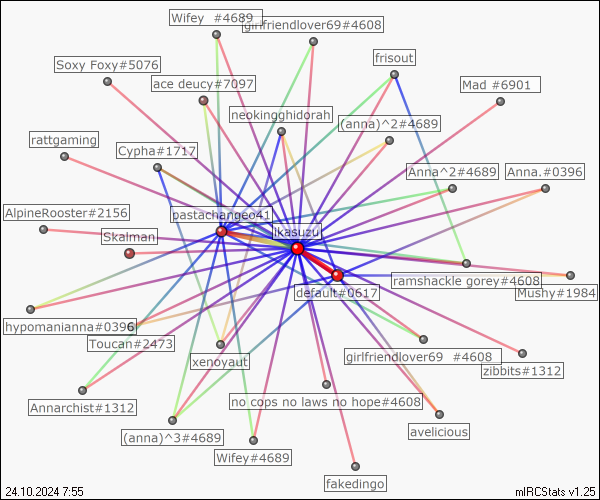 Wifey  #4689
girlfriendlover69#4608
frisout
Soxy Foxy#5076
ace deucy#7097
Mad #6901
neokingghidorah
(anna)^2#4689
rattgaming
Cypha#1717
Anna^2#4689
Anna.#0396
AlpineRooster#2156
pastachangeo41
ikasuzu
Skalman
ramshackle gorey#4608
Mushy#1984
default#0617
hypomanianna#0396
Toucan#2473
xenoyaut
girlfriendlover69  #4608
zibbits#1312
Annarchist#1312
no cops no laws no hope#4608
(anna)^3#4689
Wifey#4689
avelicious
fakedingo
24.10.2024 7:55
mIRCStats v1.25